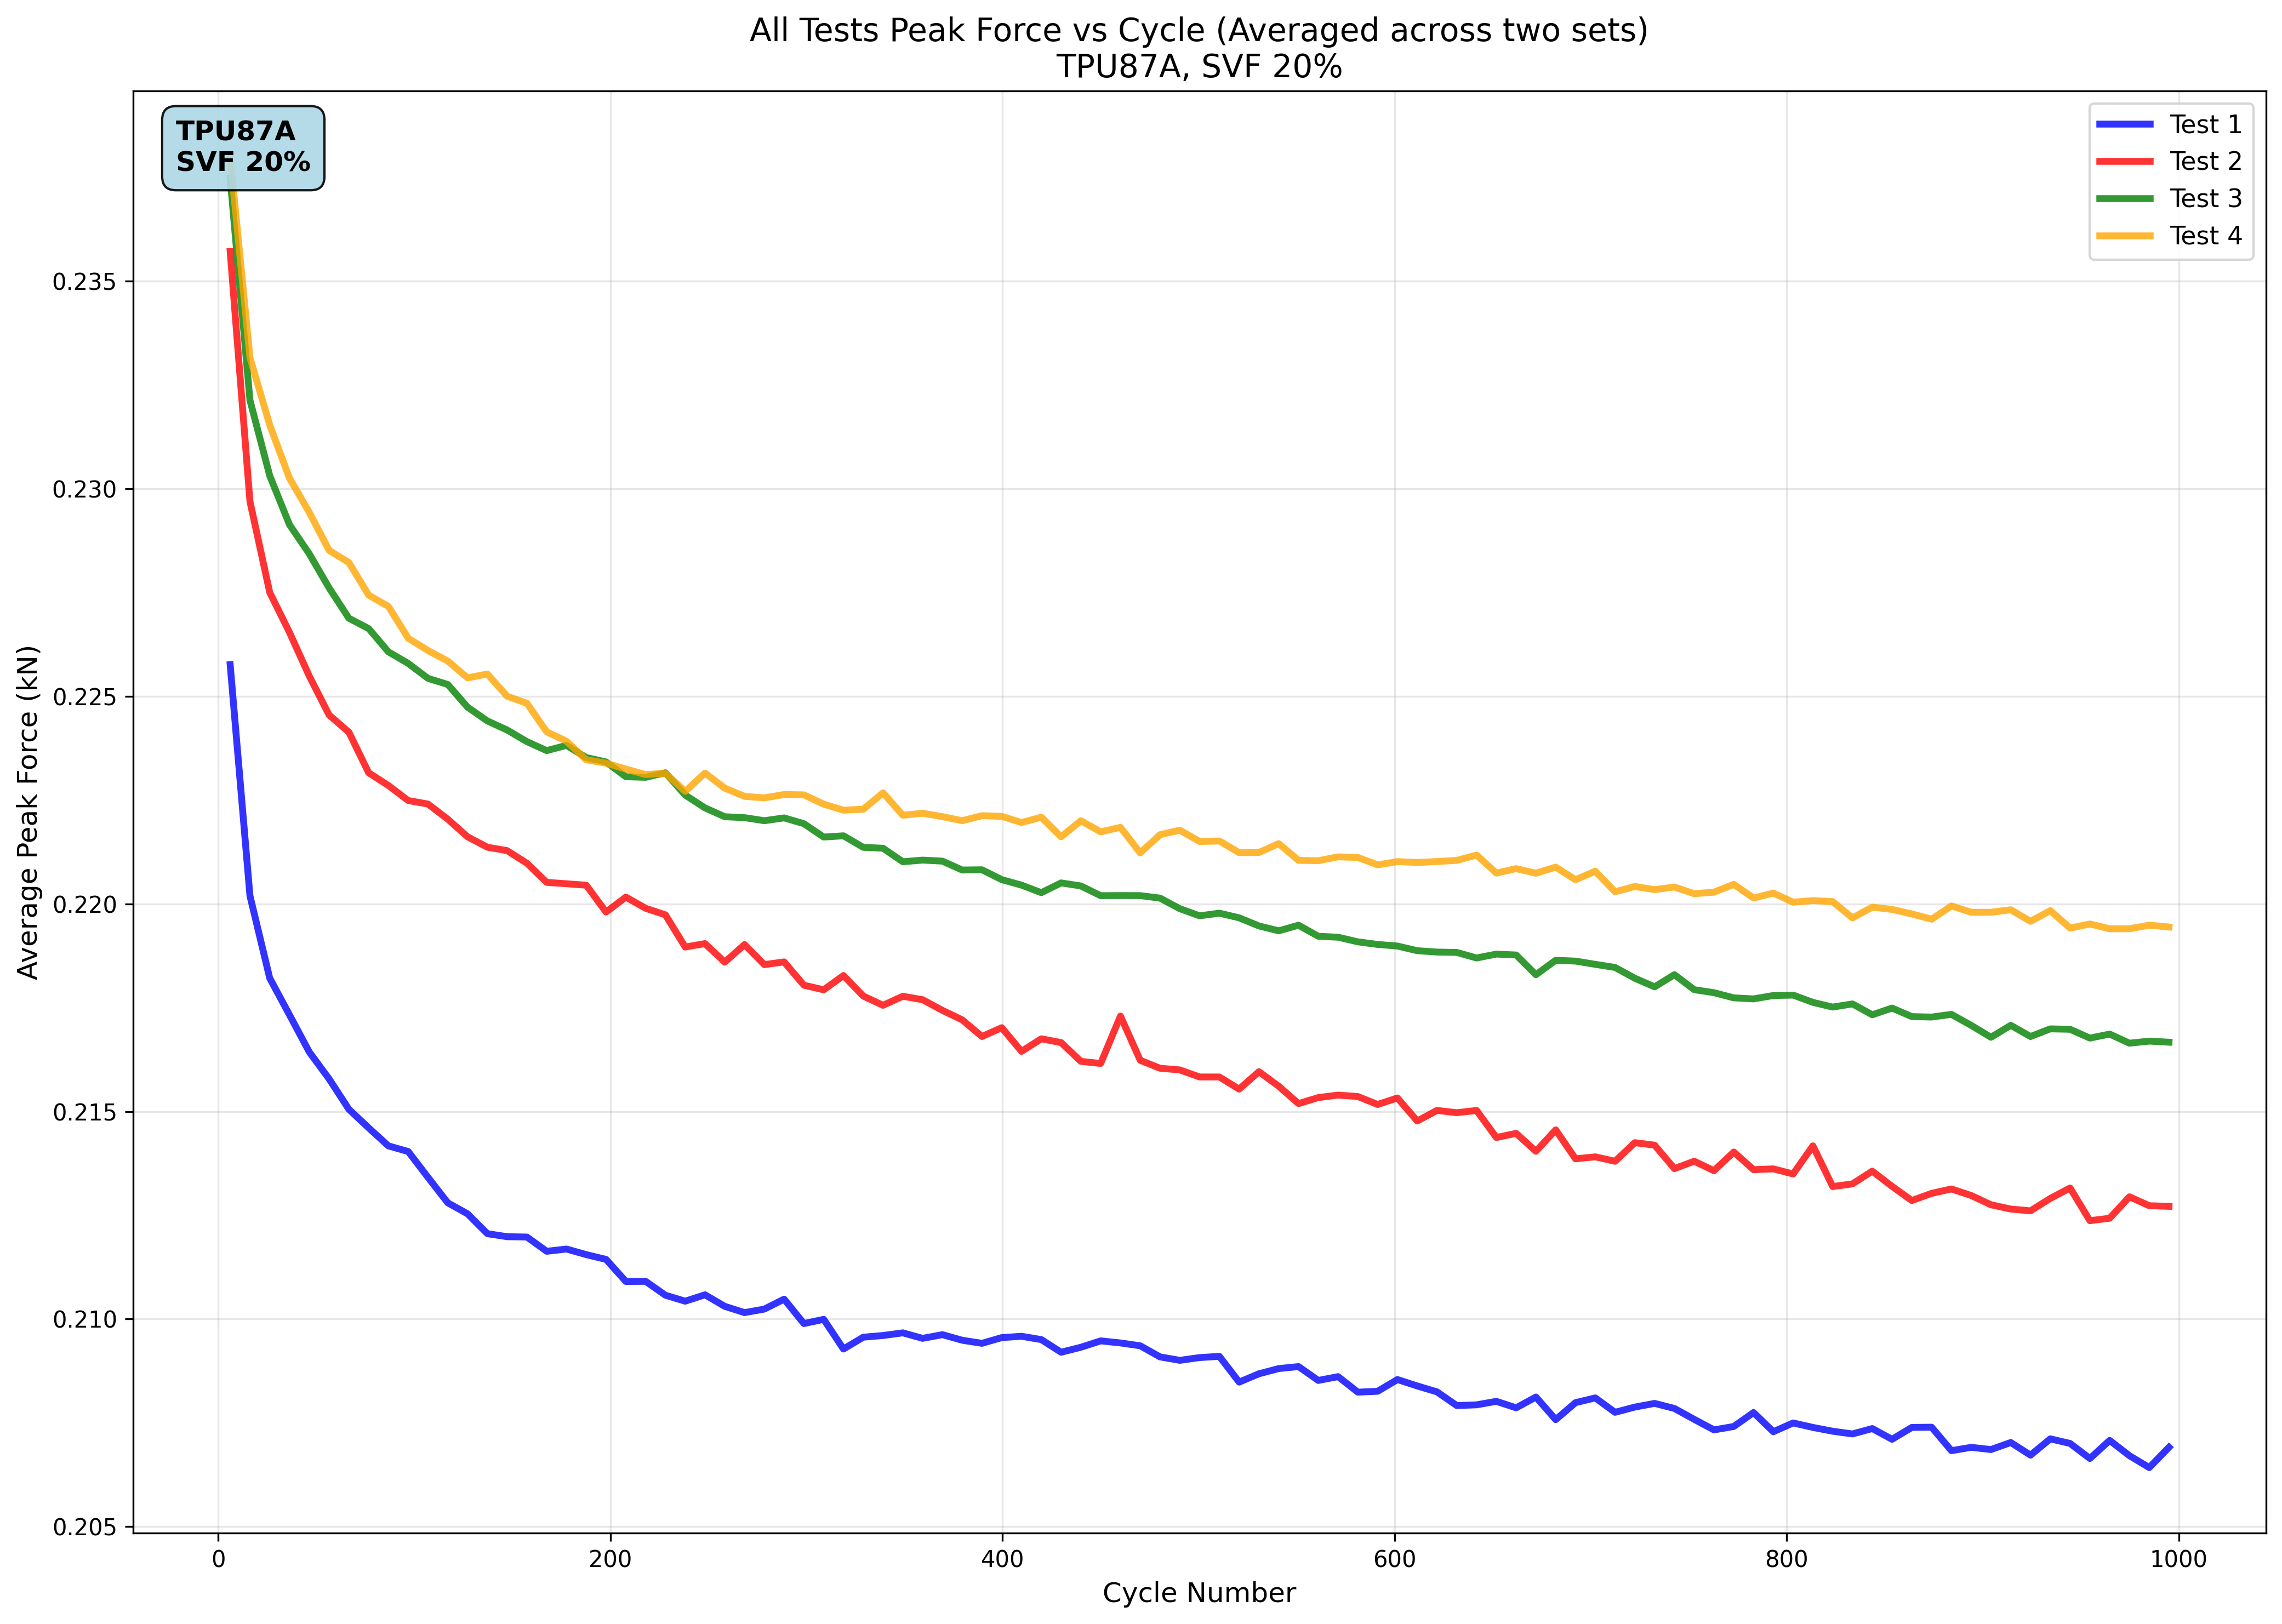 All Tests Peak Force vs Cycle (Averaged across two sets)
TPU87A, SVF 20%
TPU87A
SVF 20%
Test 1
Test 2
Test 3
Test 4
Average Peak Force (kN)
0.235
0.230
0.225
0.220
0.215
0.210
0.205
0
200
400
600
800
1000
Cycle Number